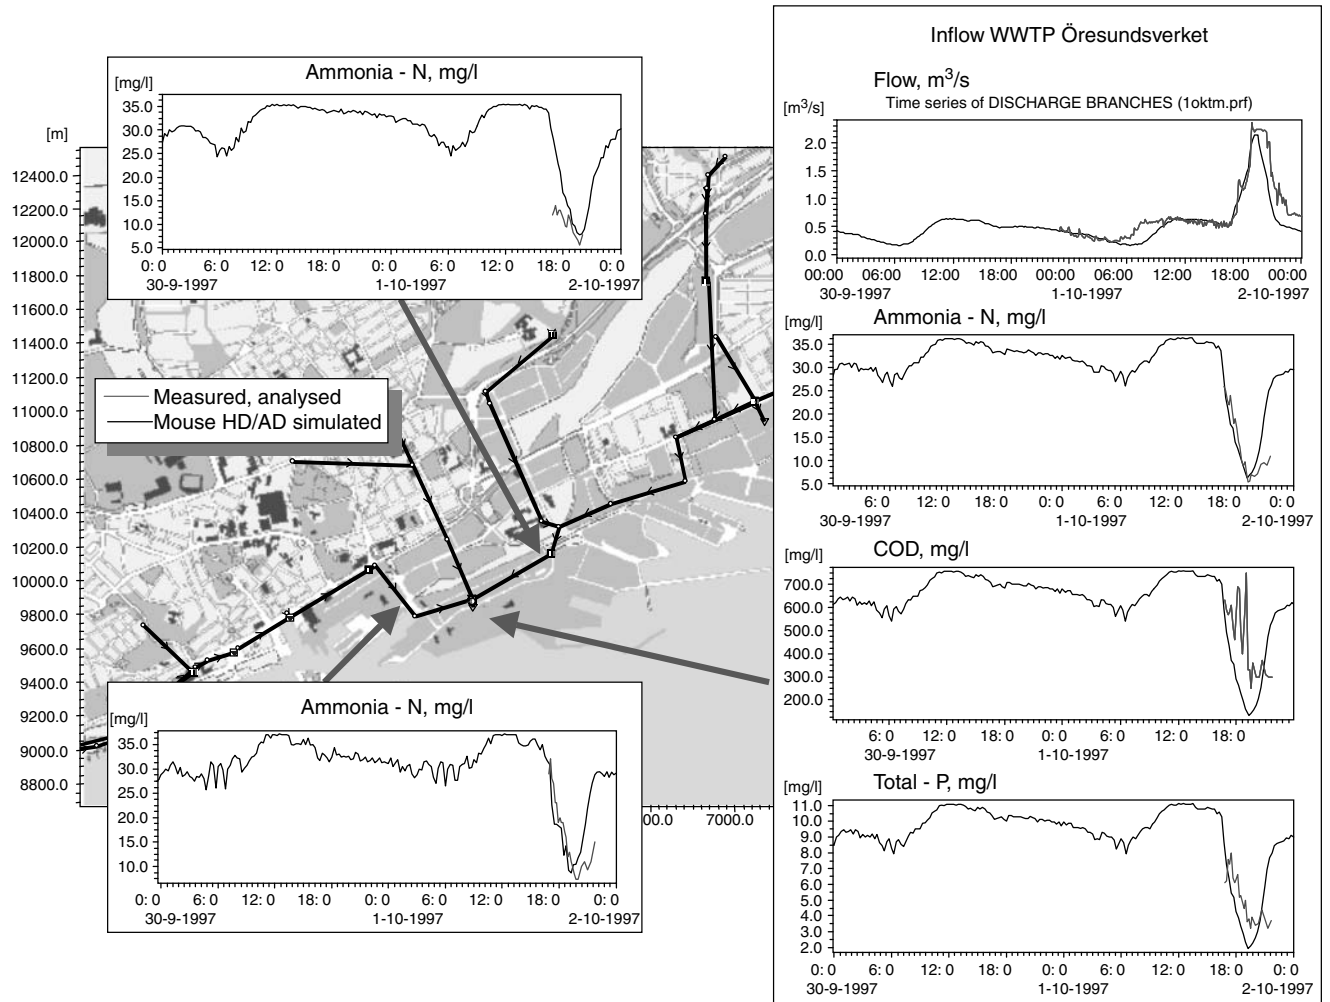 Inflow WWTP Öresundsverket
Ammonia - N, mg/l
[mg/l]
35.0
30.0
25.0
20.0
15.0
10.0
5.0
0: 0 6: 0 12: 0 18: 0 0: 0 6: 0 12: 0 18: 0 0: 0
30-9-1997 1-10-1997 2-10-1997
[m]
12400.0
12200.0
12000.0
11800.0
11600.0
11400.0
11200.0
11000.0
10800.0
10600.0
10400.0
10200.0
10000.0
9800.0
9600.0
9400.0
9200.0
9000.0
8800.0
Measured, analysed
Mouse HD/AD simulated
Ammonia - N, mg/l
[mg/l]
35.0
30.0
25.0
20.0
15.0
10.0
0: 0 6: 0 12: 0 18: 0 0: 0 6: 0 12: 0 18: 0 0: 0
30-9-1997 1-10-1997 2-10-1997
00.0 7000.0
Flow, m3/s
[m3/s]
Time series of DISCHARGE BRANCHES (1oktm.prf)
2.0
1.5
1.0
0.5
0.0
00:00 06:00 12:00 18:00 00:00 06:00 12:00 18:00 00:00
30-9-1997 1-10-1997 2-10-1997
[mg/l]
Ammonia - N, mg/l
35.0
30.0
25.0
20.0
15.0
10.0
5.0
6: 0 12: 0 18: 0 0: 0 6: 0 12: 0 18: 0 0: 0
30-9-1997 1-10-1997 2-10-1997
COD, mg/l
[mg/l]
700.0
600.0
500.0
400.0
300.0
200.0
6: 0 12: 0 18: 0 0: 0 6: 0 12: 0 18: 0
30-9-1997 1-10-1997
Total - P, mg/l
[mg/l]
11.0
10.0
9.0
8.0
7.0
6.0
5.0
4.0
3.0
2.0
0: 0 6: 0 12: 0 18: 0 0: 0 6: 0 12: 0 18: 0 0: 0
30-9-1997 1-10-1997 2-10-1997